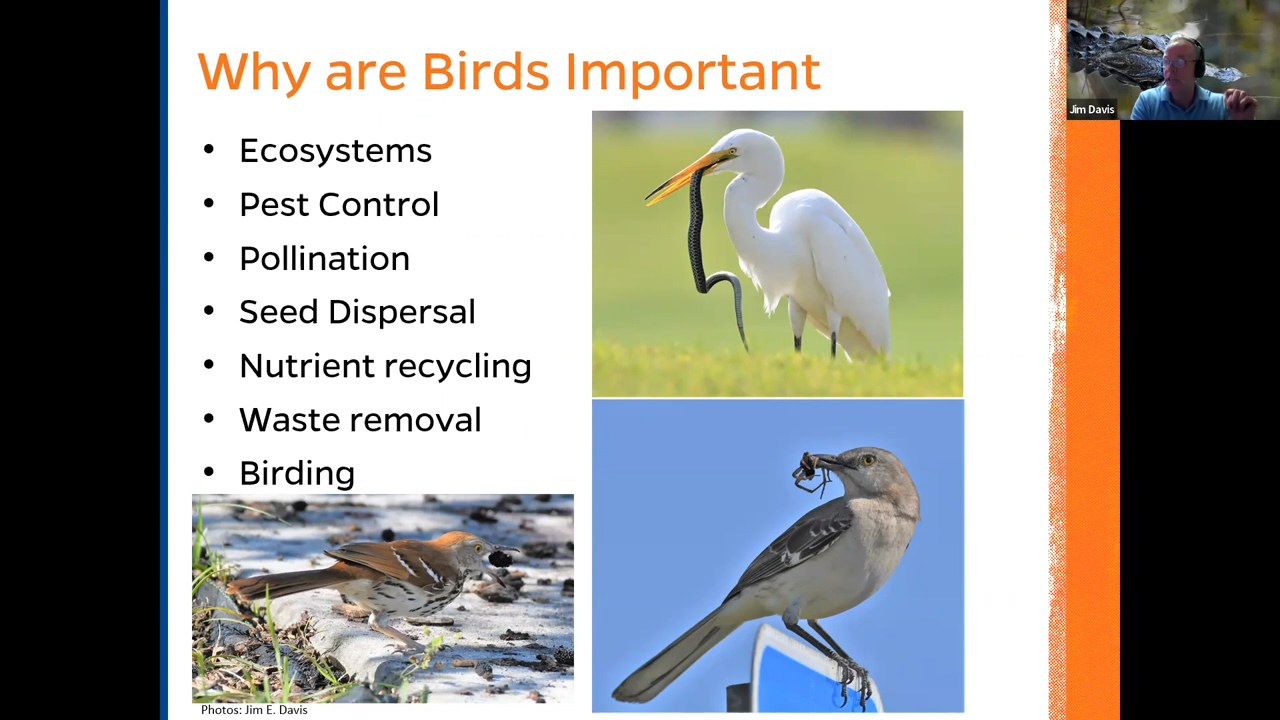 Why are Birds Important
• Ecosystems
• Pest Control
• Pollination
• Seed Dispersal
• Nutrient recycling
• Waste removal
• Birding
Photos: Jim E. Davis
Jim Davis